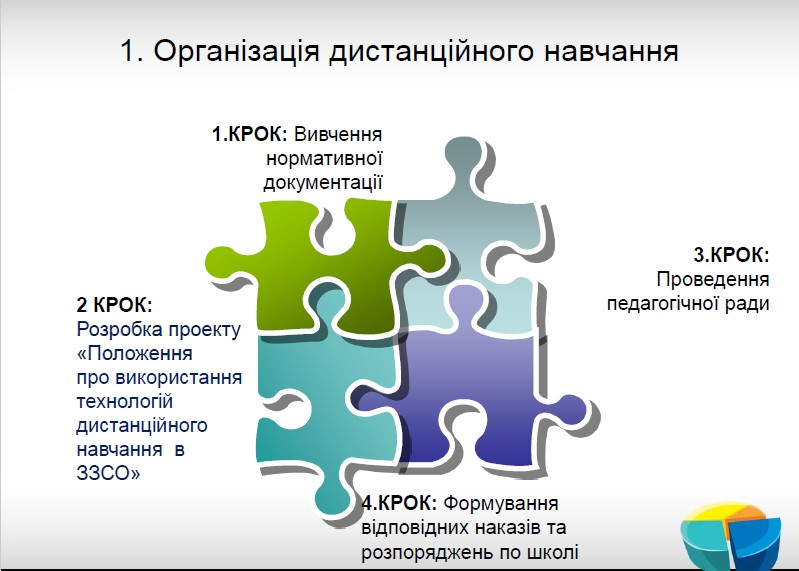 1. Організація дистанційного навчання
1.КРОК: Вивчення
нормативної
документації
2 КРОК:
Розробка проекту
«Положення
про використання
технологій
дистанційного
навчання в
ЗЗСО»
3.КРОК:
Проведення
педагогічної ради
4.КРОК: Формування
відповідних наказів та
розпоряджень по школі